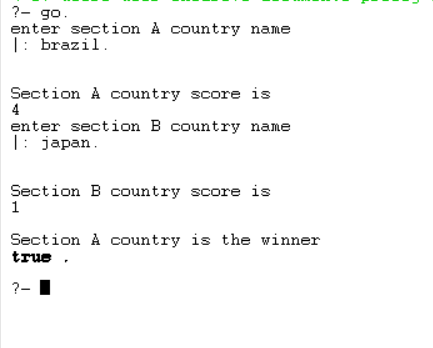 ?- go.
enter section A country name
|: brazil.
Section A country score is
4
enter section B country name
|: japan.
Section B country score is
1
Section A country is the winner
true .
?-